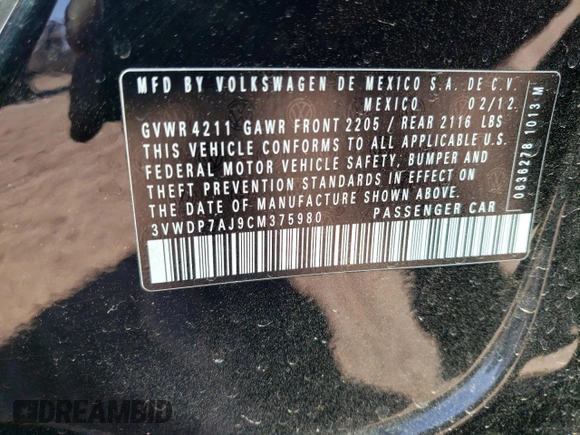 MFD BY VOLKSWAGEN DE MEXICO S.A. DE C.V.
MEXICO 02/12
GVWR 4211 GAWR FRONT 2205 / REAR 2116 LBS
THIS VEHICLE CONFORMS TO ALL APPLICABLE U.S.
FEDERAL MOTOR VEHICLE SAFETY, BUMPER AND
THEFT PREVENTION STANDARDS IN EFFECT ON
THE DATE OF MANUFACTURE SHOWN ABOVE.
3VWDP7AJ9CM375980 PASSENGER CAR
0636278 1013 M
DREAMBID